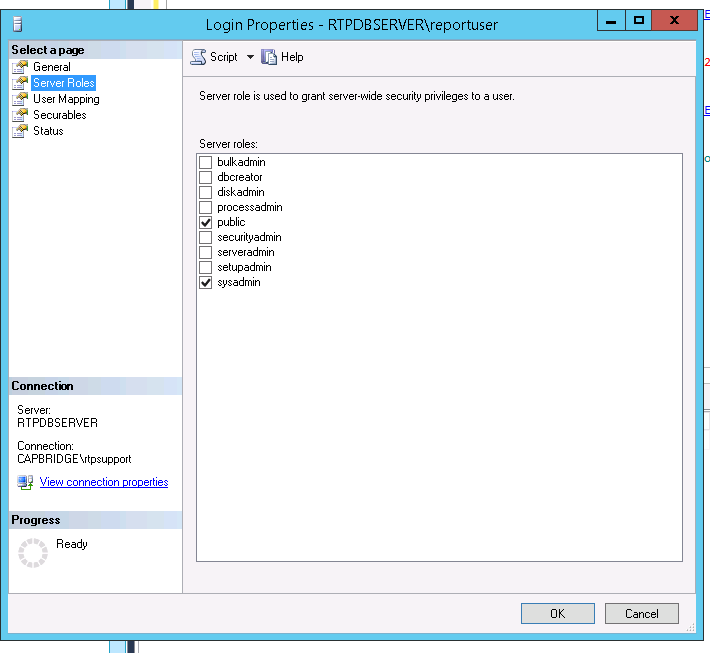 Login Properties - RTPDBSERVER\reportuser
X
Select a page
General
Server Roles
User Mapping
Securables
Status
Script
Help
Server role is used to grant server-wide security privileges to a user.
Server roles:
bulkadmin
dbcreator
diskadmin
processadmin
public
securityadmin
serveradmin
setupadmin
sysadmin
Connection
Server:
RTPDBSERVER
Connection:
CAPBRIDGE\rtpsupport
View connection properties
Progress
Ready
OK
Cancel